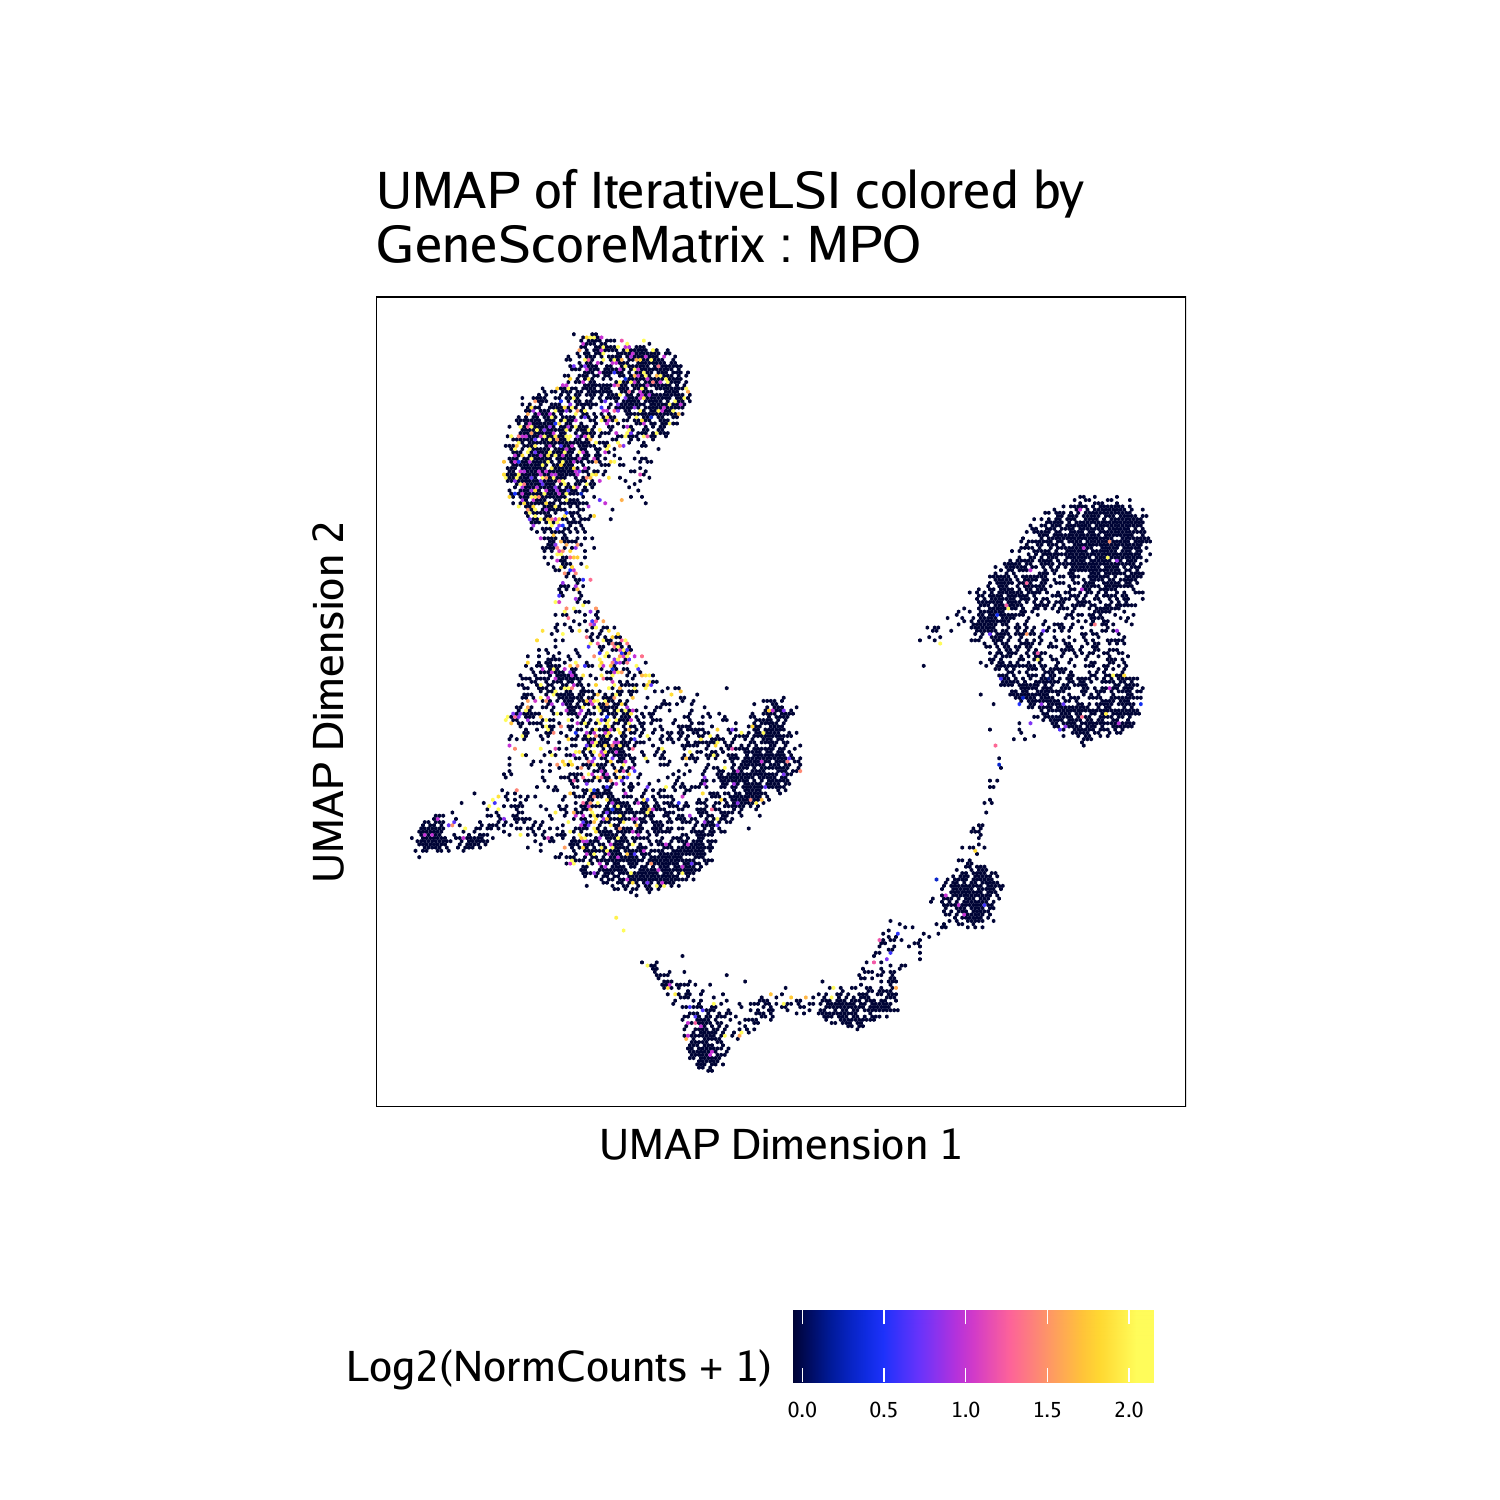 UMAP of IterativeLSI colored by
GeneScoreMatrix : MPO
UMAP Dimension 2
UMAP Dimension 1
Log2(NormCounts + 1)
0.0 0.5 1.0 1.5 2.0